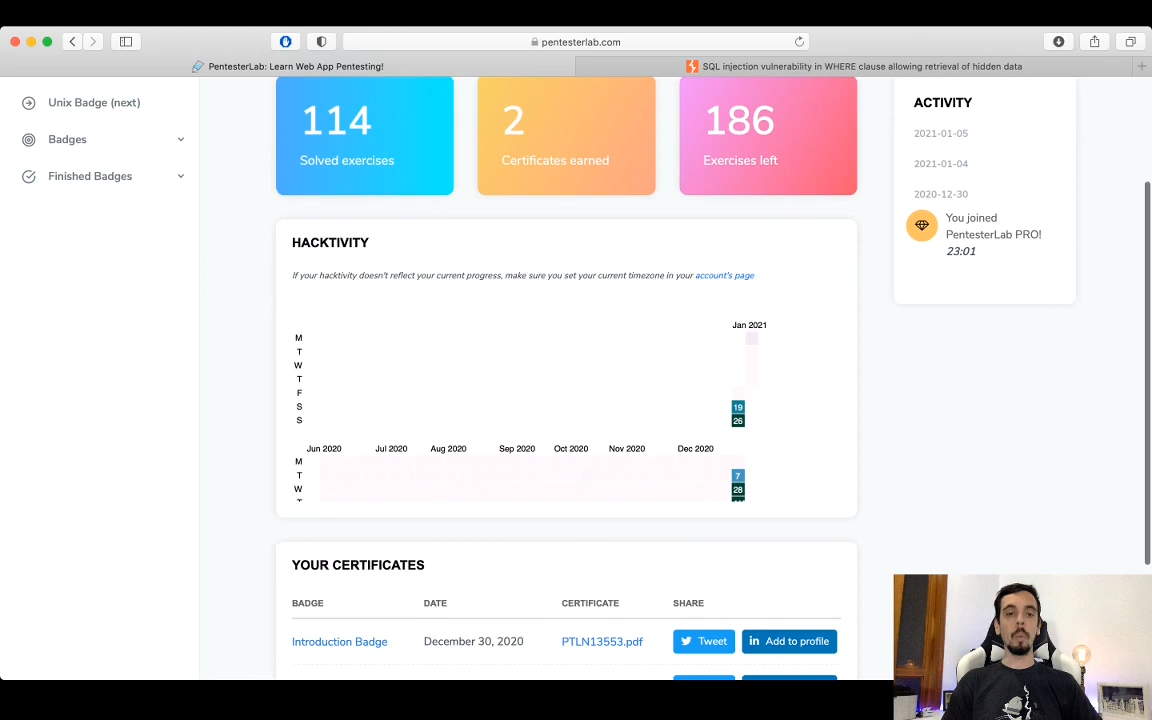 pentesterlab.com
PentesterLab: Learn Web App Pentesting!
SQL injection vulnerability in WHERE clause allowing retrieval of hidden data
Unix Badge (next)
Badges
Finished Badges
114
Solved exercises
2
Certificates earned
186
Exercises left
ACTIVITY
2021-01-05
2021-01-04
2020-12-30
You joined
PentesterLab PRO!
23:01
HACKTIVITY
If your hacktivity doesn't reflect your current progress, make sure you set your current timezone in your account's page
Jan 2021
M
T
W
T
F
S 19
S 26
Jun 2020 Jul 2020 Aug 2020 Sep 2020 Oct 2020 Nov 2020 Dec 2020
M
T 7
W 28
YOUR CERTIFICATES
BADGE DATE CERTIFICATE SHARE
Introduction Badge December 30, 2020 PTLN13553.pdf Tweet in Add to profile